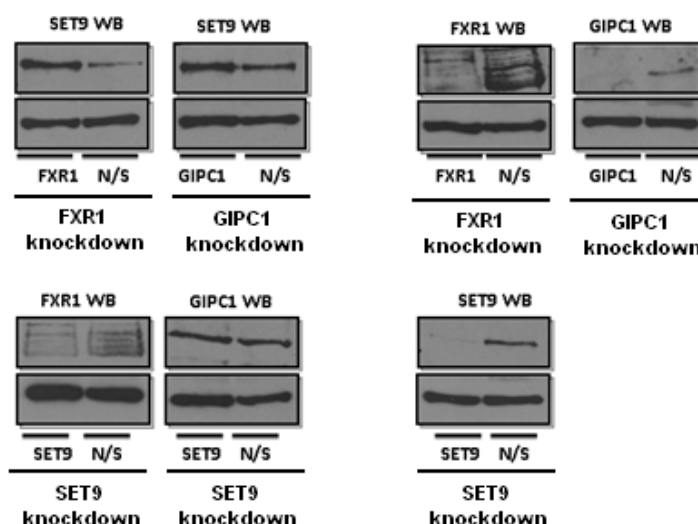 SET9 WB SET9 WB FXR1 WB GIPC1 WB
FXR1 N/S GIPC1 N/S FXR1 N/S GIPC1 N/S
FXR1 GIPC1 FXR1 GIPC1
knockdown knockdown knockdown knockdown
FXR1 WB GIPC1 WB SET9 WB
SET9 N/S SET9 N/S SET9 N/S
SET9 SET9 SET9
knockdown knockdown knockdown